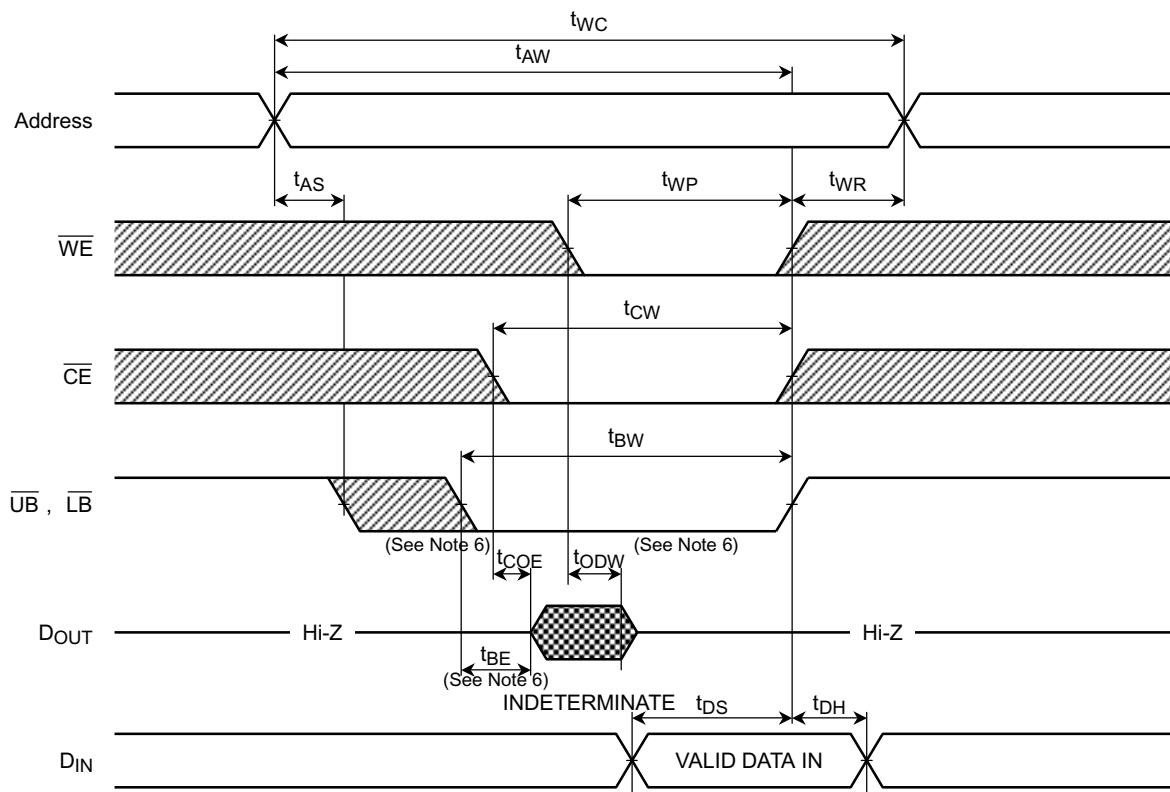 tWC
tAW
Address
tAS
tWP
tWR
WE
tCW
CE
tBW
UB , LB
(See Note 6)
(See Note 6)
tCOE
tODW
DOUT
Hi-Z
Hi-Z
tBE
(See Note 6)
INDETERMINATE
tDS
tDH
DIN
VALID DATA IN